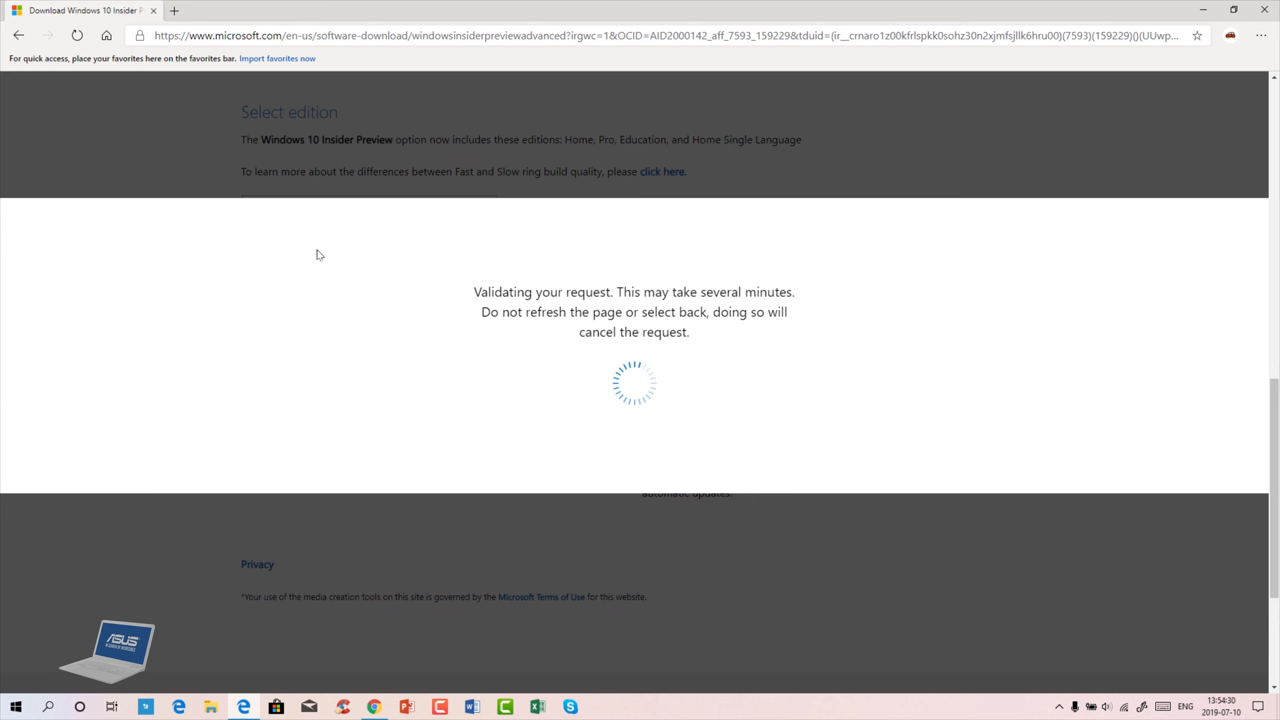 Download Windows 10 Insider P
https://www.microsoft.com/en-us/software-download/windowsinsiderpreviewadvanced?irgwc=1&OCID=AID2000142_aff_7593_159229&tduid=(ir__crnaro1z00kfrlspkk0sohz30n2xjmfsjllk6hru00)(7593)(159229)()(UUwp...
For quick access, place your favorites here on the favorites bar. Import favorites now
Select edition
The Windows 10 Insider Preview option now includes these editions: Home, Pro, Education, and Home Single Language
To learn more about the differences between Fast and Slow ring build quality, please click here.
Validating your request. This may take several minutes.
Do not refresh the page or select back, doing so will
cancel the request.
automatic updates.
Privacy
*Your use of the media creation tools on this site is governed by the Microsoft Terms of Use for this website.
ASUS
IN SEARCH OF INCREDIBLE
ENG
13:54:30
2019-07-10